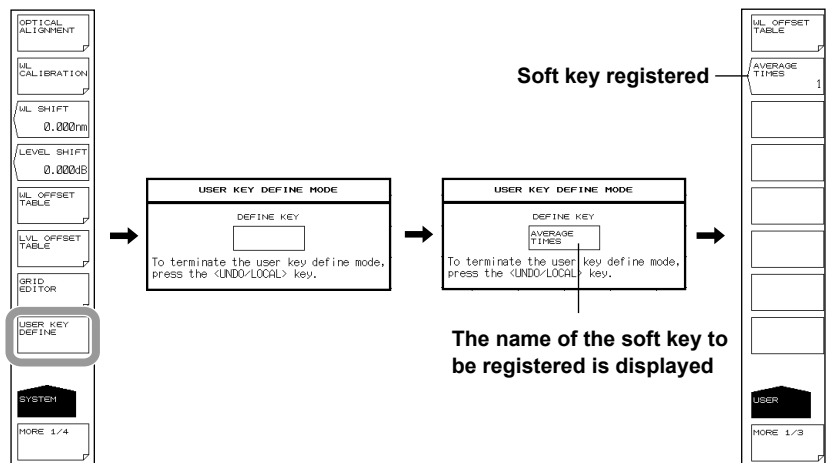 OPTICAL
ALIGNMENT
WL
CALIBRATION
WL SHIFT
0.000nm
LEVEL SHIFT
0.000dB
WL OFFSET
TABLE
LVL OFFSET
TABLE
GRID
EDITOR
USER KEY
DEFINE
SYSTEM
MORE 1/4
USER KEY DEFINE MODE
DEFINE KEY
To terminate the user key define mode,
press the <UNDO/LOCAL> key.
USER KEY DEFINE MODE
DEFINE KEY
AVERAGE
TIMES
To terminate the user key define mode,
press the <UNDO/LOCAL> key.
The name of the soft key to
be registered is displayed
Soft key registered
WL OFFSET
TABLE
AVERAGE
TIMES
1
USER
MORE 1/3